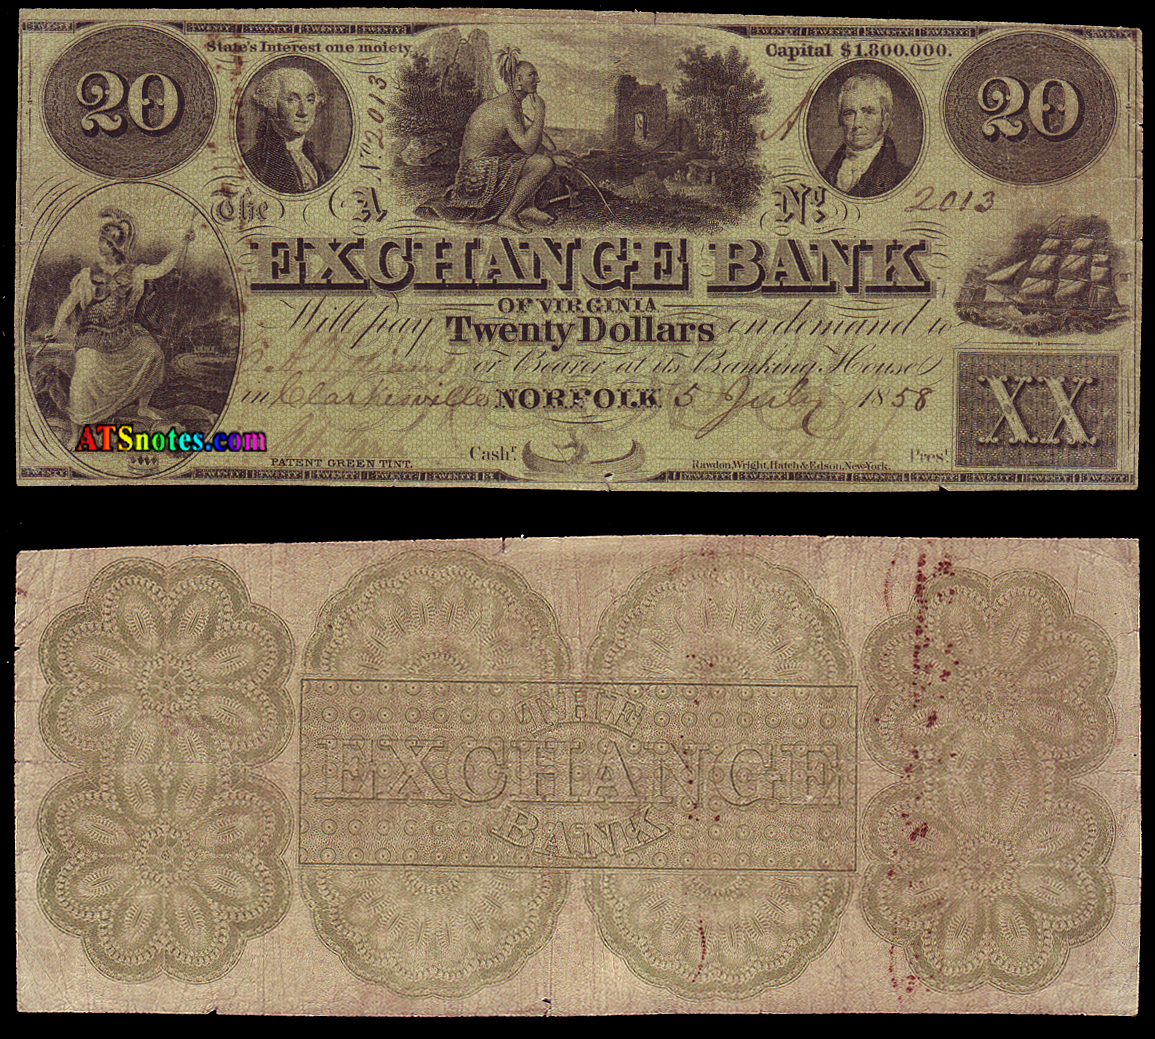 State's Interest one moiety
Capital $1.800.000.
20
20
Nº 2013
A
The
A
Nº
2013
EXCHANGE BANK
OF VIRGINIA
Will pay Twenty Dollars on demand to
or Bearer at its Banking House
in Clarkesville NORFOLK 5 July 1858
XX
ATSnotes.com
Cashr.
Prest.
PATENT GREEN TINT.
Rawdon, Wright, Hatch & Edson, New York.
THE
EXCHANGE
BANK